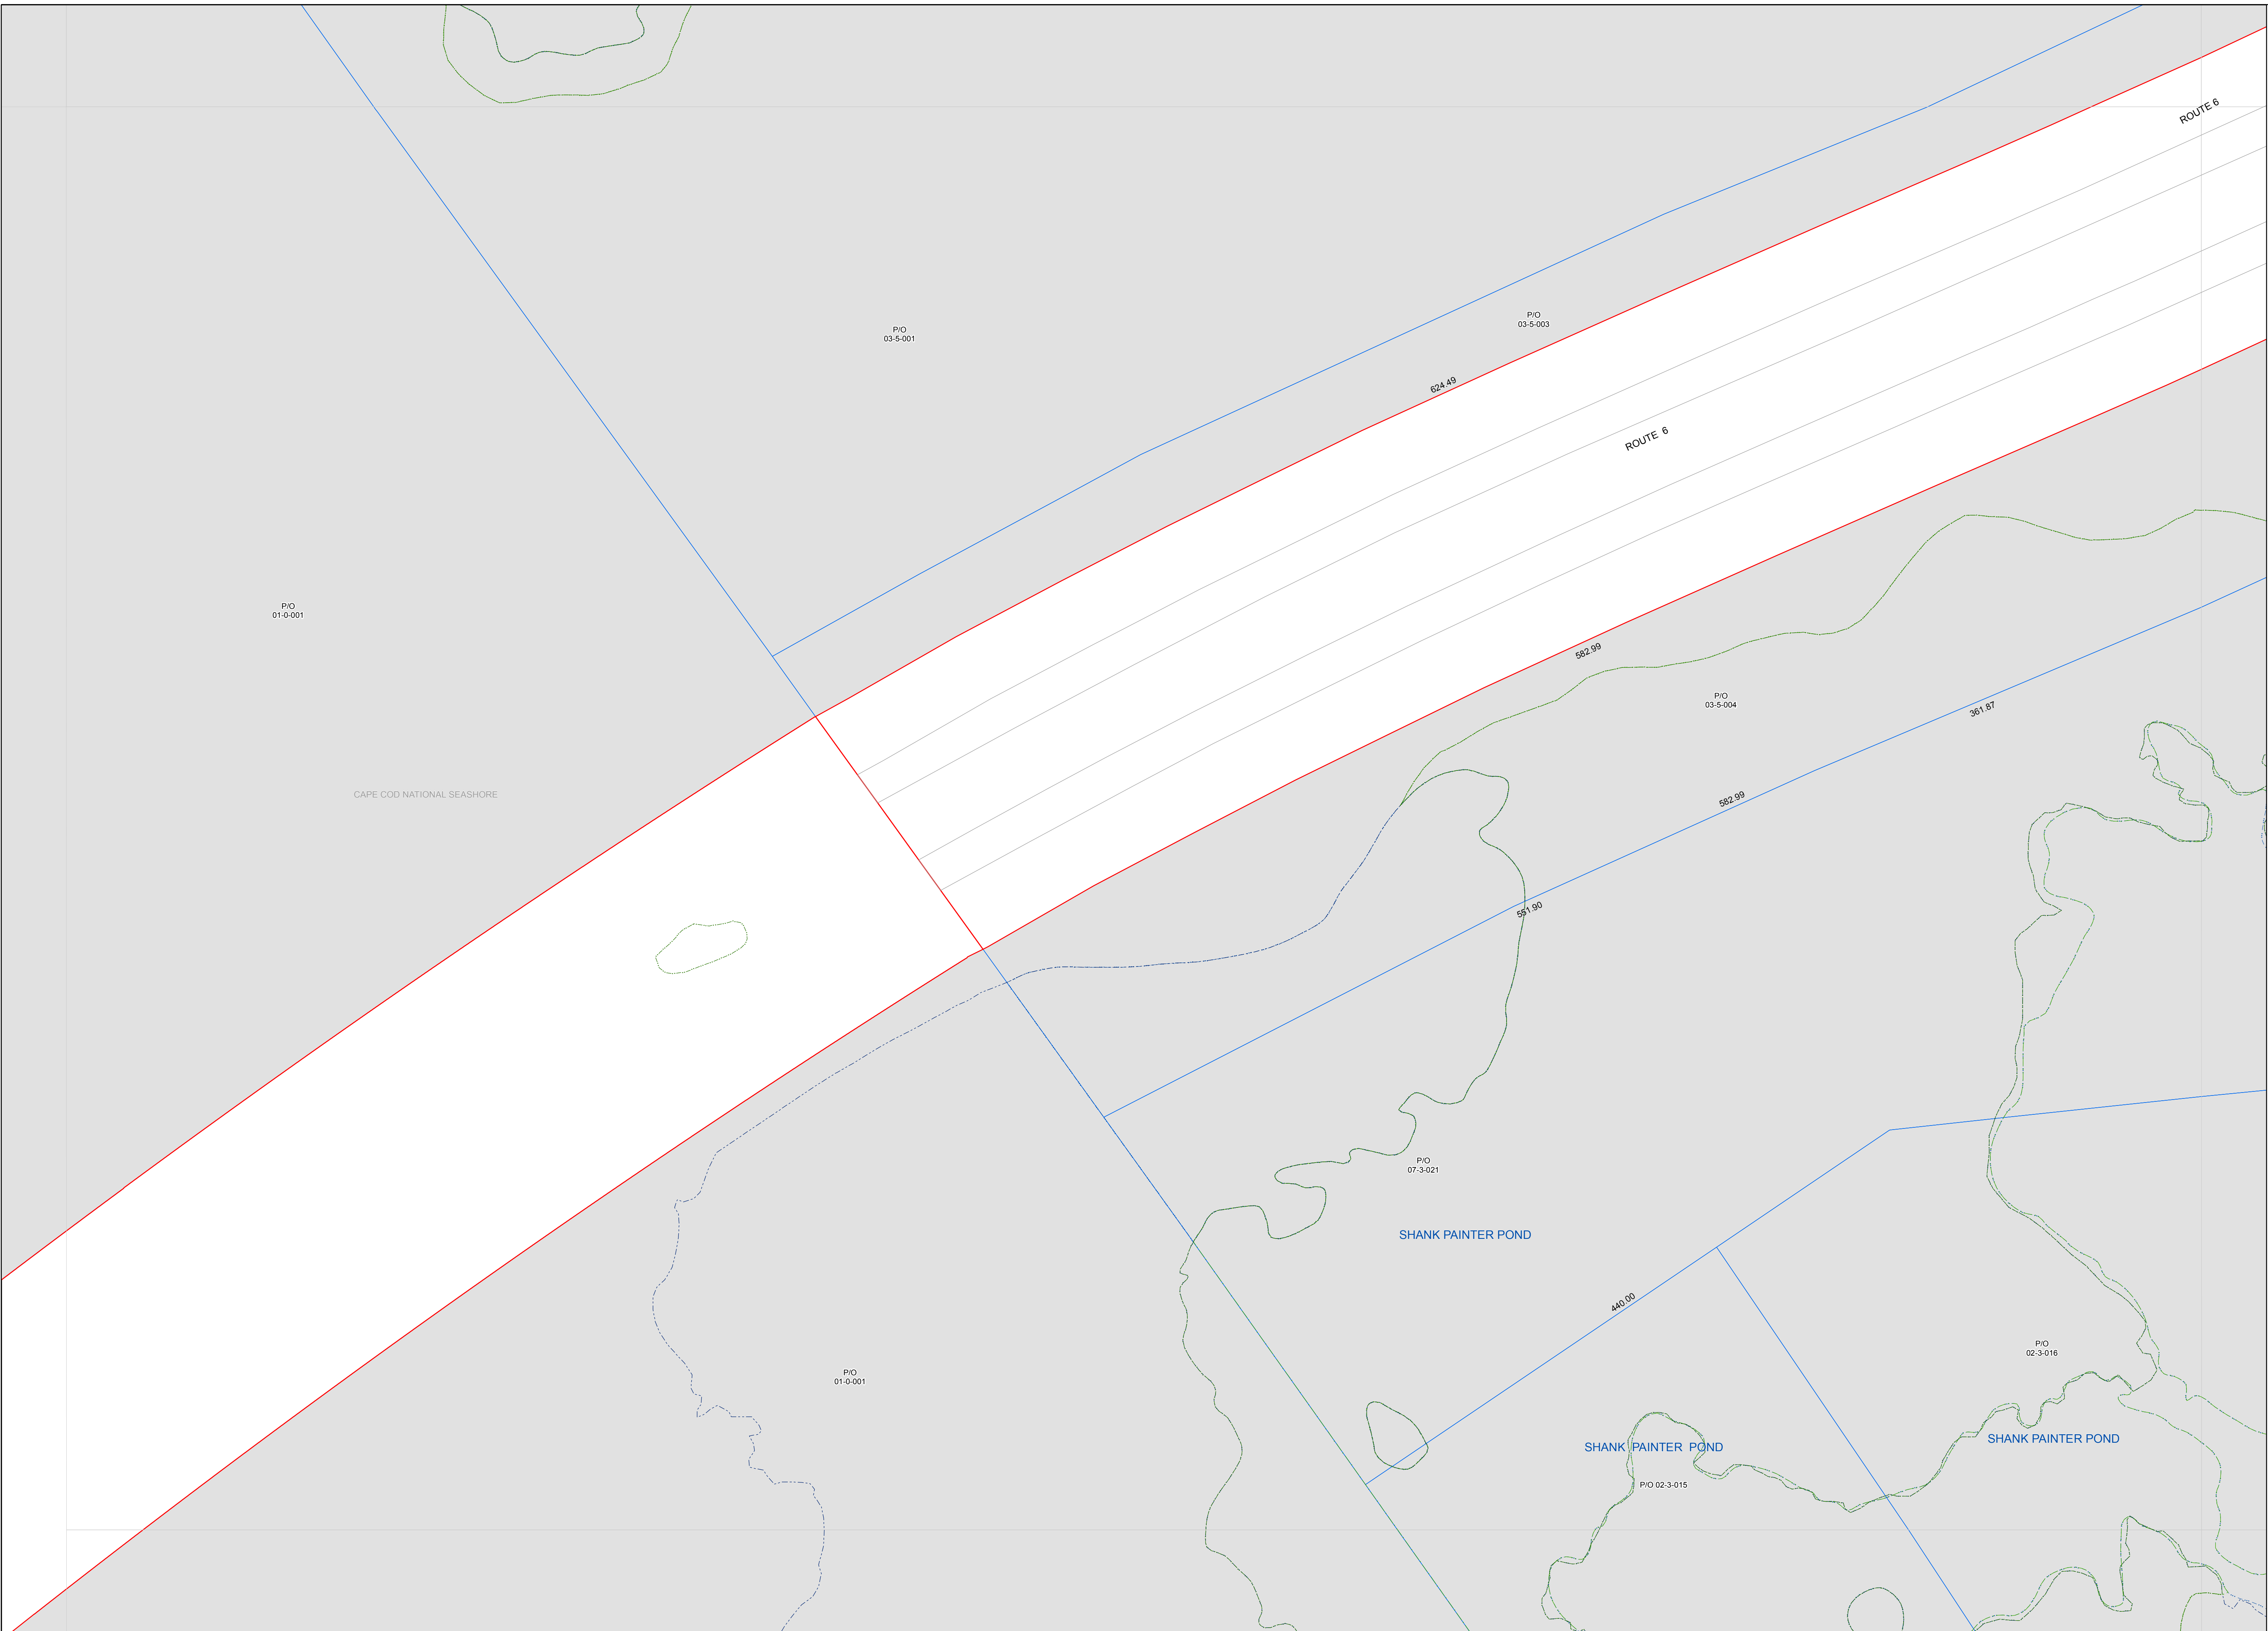 ROUTE 6
P/O
03-5-003
P/O
03-5-001
624.49
ROUTE  6
P/O
01-0-001
582.99
P/O
03-5-004
361.87
CAPE COD NATIONAL SEASHORE
582.99
551.90
P/O
07-3-021
SHANK PAINTER POND
440.00
P/O
02-3-016
P/O
01-0-001
SHANK PAINTER POND
SHANK  PAINTER  POND
P/O 02-3-015